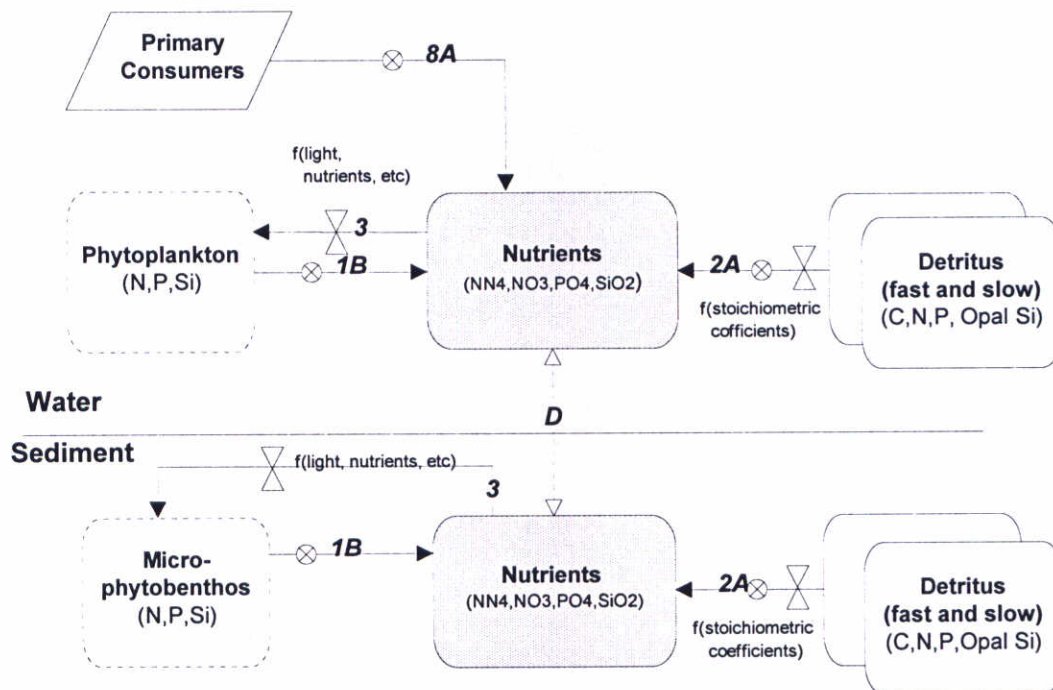 Primary
Consumers
8A
f(light,
nutrients, etc)
3
Phytoplankton
(N,P,Si)
1B
Nutrients
(NN4,NO3,PO4,SiO2)
2A
f(stoichiometric
cofficients)
Detritus
(fast and slow)
(C,N,P, Opal Si)
Water
D
Sediment
f(light, nutrients, etc)
3
Micro-
phytobenthos
(N,P,Si)
1B
Nutrients
(NN4,NO3,PO4,SiO2)
2A
f(stoichiometric
coefficients)
Detritus
(fast and slow)
(C,N,P,Opal Si)